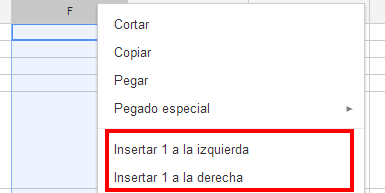 F
Cortar
Copiar
Pegar
Pegado especial
Insertar 1 a la izquierda
Insertar 1 a la derecha